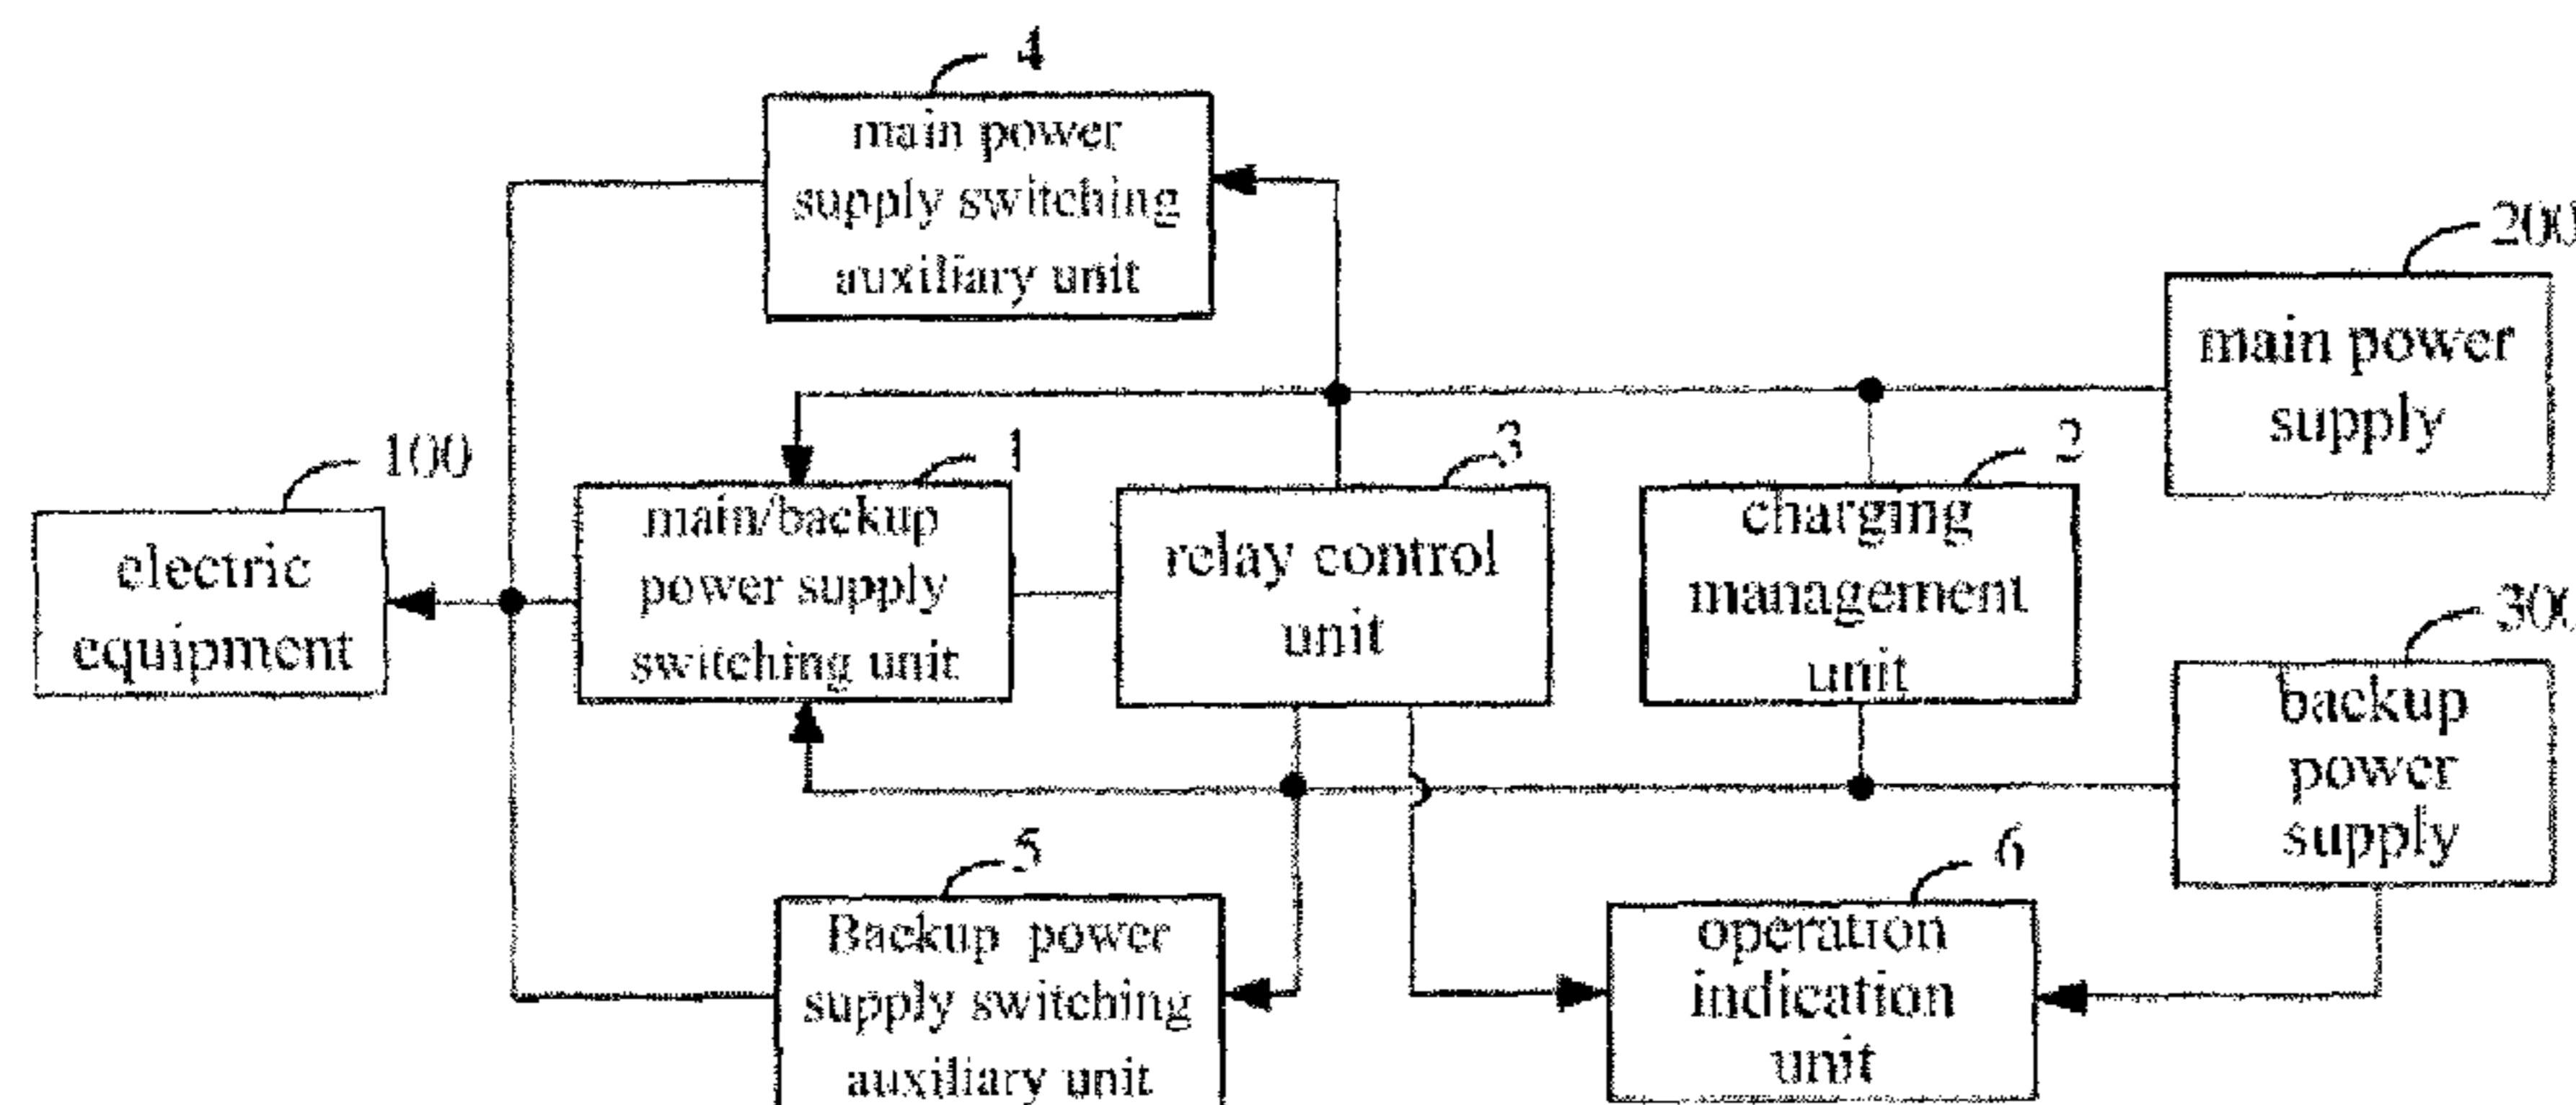 4
main power
supply switching
auxiliary unit
200
main power
supply
100
electric
equipment
1
main/backup
power supply
switching unit
3
relay control
unit
2
charging
management
unit
300
backup
power
supply
5
Backup power
supply switching
auxiliary unit
6
operation
indication
unit